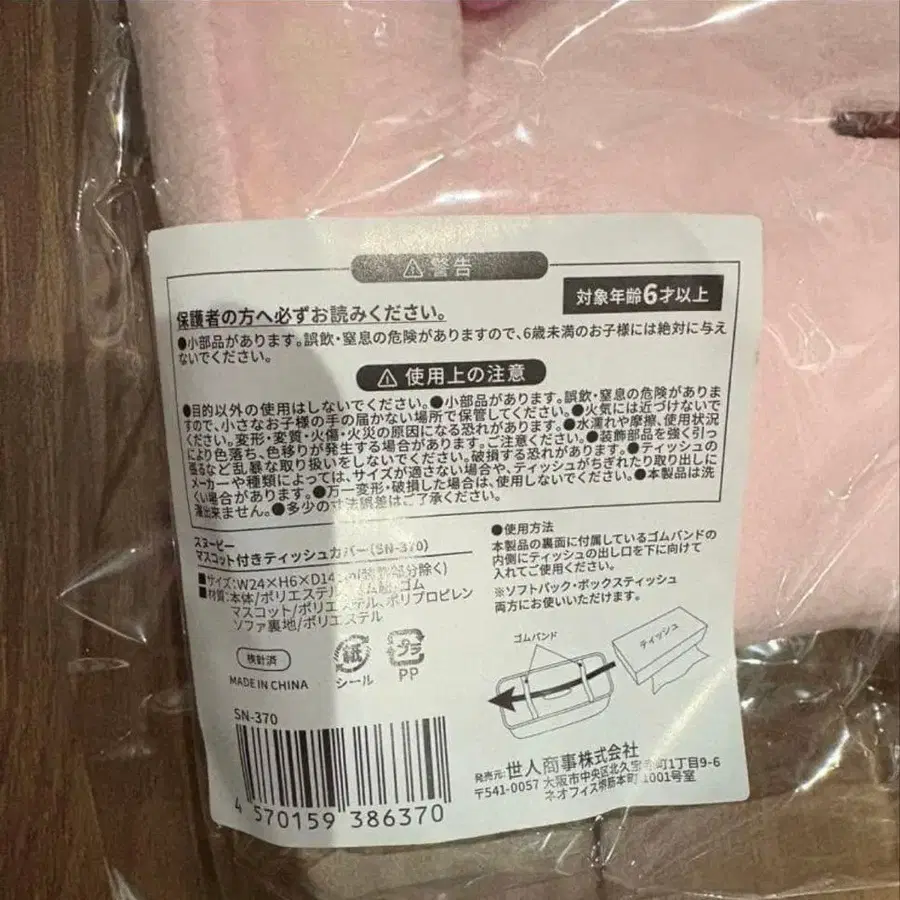 ⚠警告
対象年齢6才以上
保護者の方へ必ずお読みください。
●小部品があります。誤飲・窒息の危険がありますので、6歳未満のお子様には絶対に与え
ないでください。
⚠使用上の注意
●目的以外の使用はしないでください。●小部品があります。誤飲・窒息の危険がありま
すので、小さなお子様の手の届かない場所で保管してください。●火気には近づけないで
ください。変形・変質・火傷・火災の原因になる恐れがあります。●水濡れや摩擦、使用状況
により色落ち、色移りが発生する場合があります。ご注意ください。●装飾部品を強く引っ
張るなど乱暴な取り扱いをしないでください。破損する恐れがあります。●ティッシュの
メーカーや種類によっては、サイズが適さない場合や、ティッシュがちぎれたり取り出しに
くい場合があります。●万一変形・破損した場合は、使用しないでください。●本製品は洗
濯出来ません。●多少の寸法誤差はご了承ください。
スヌーピー
マスコット付きティッシュカバー(SN-370)
■サイズ:W24×H6×D14
■材質:本体/ポリエステル ゴム
マスコット/ポリエステル、ポリプロピレン
ソファ裏地/ポリエステル
検針済
MADE IN CHINA
紙
シール
プラ
PP
●使用方法
本製品の裏面に付属しているゴムバンドの
内側にティッシュの出し口を下に向けて
入れてご使用ください。
※ソフトパック・ボックスティッシュ
両方にお使いいただけます。
ゴムバンド
ティッシュ
SN-370
4 570159 386370
発売元:世人商事株式会社
〒541-0057 大阪市中央区北久宝寺町1丁目9-6
ネオフィス堺筋本町 1001号室